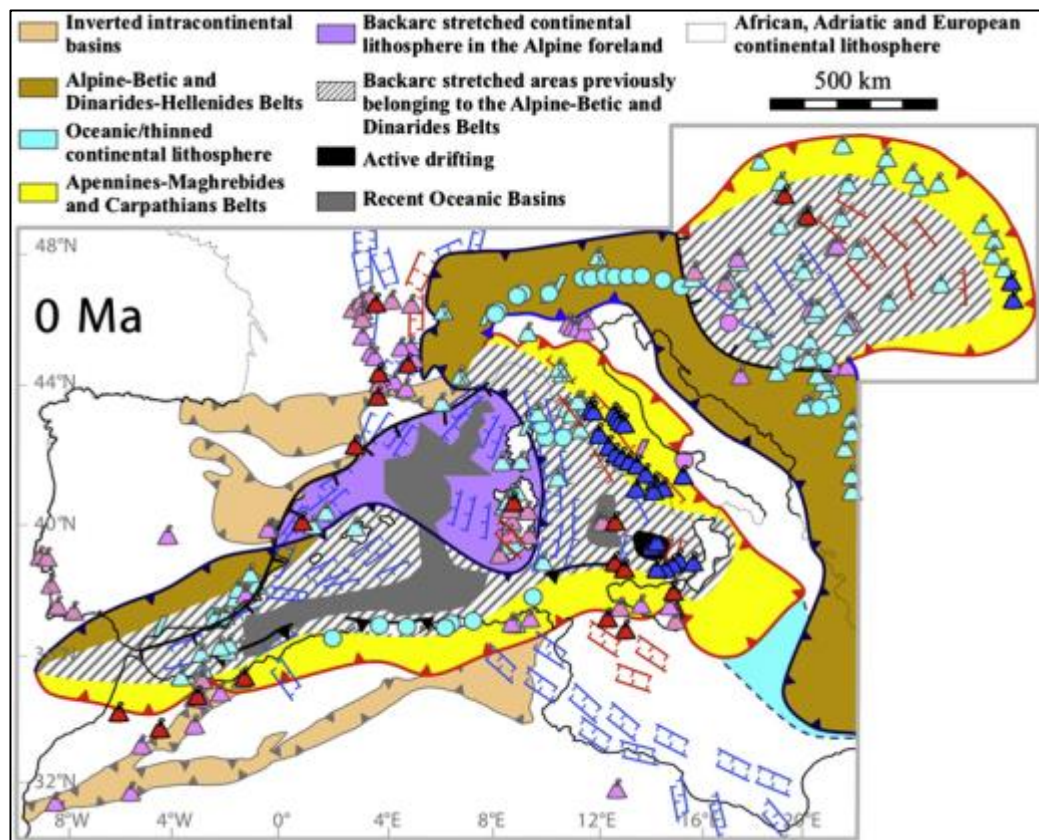 Inverted intracontinental
basins
Alpine-Betic and
Dinarides-Hellenides Belts
Oceanic/thinned
continental lithosphere
Apennines-Maghrebides
and Carpathians Belts
Backarc stretched continental
lithosphere in the Alpine foreland
Backarc stretched areas previously
belonging to the Alpine-Betic and
Dinarides Belts
Active drifting
Recent Oceanic Basins
African, Adriatic and European
continental lithosphere
500 km
48°N
0 Ma
44°N
40°N
32°N
8°W
4°W
0°
8°E
12°E
16°E
20°E